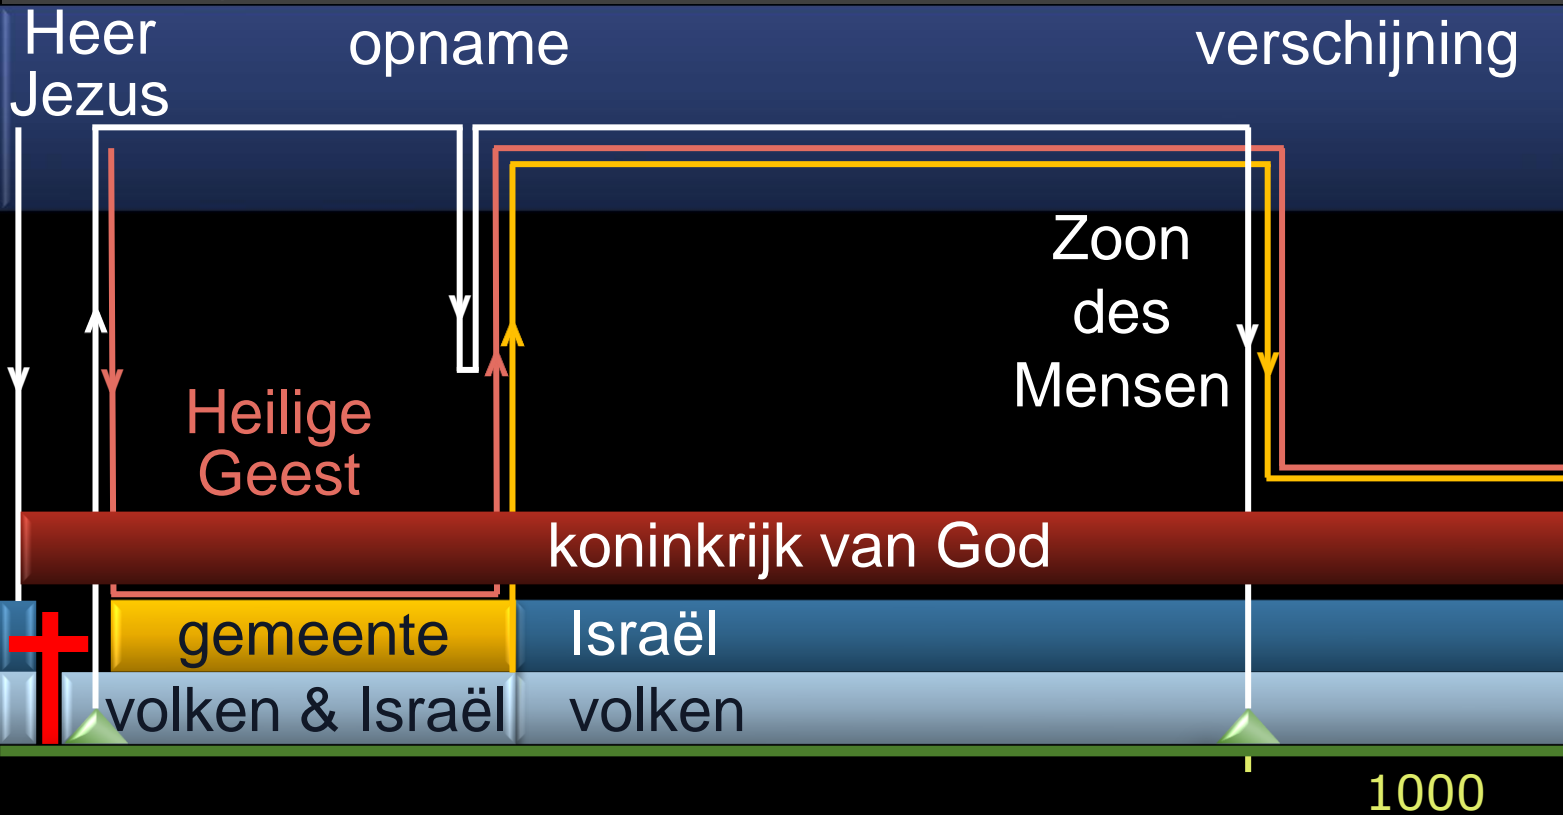 Heer
Jezus
opname
verschijning
Zoon
des
Mensen
Heilige
Geest
koninkrijk van God
gemeente
Israël
volken & Israël
volken
1000